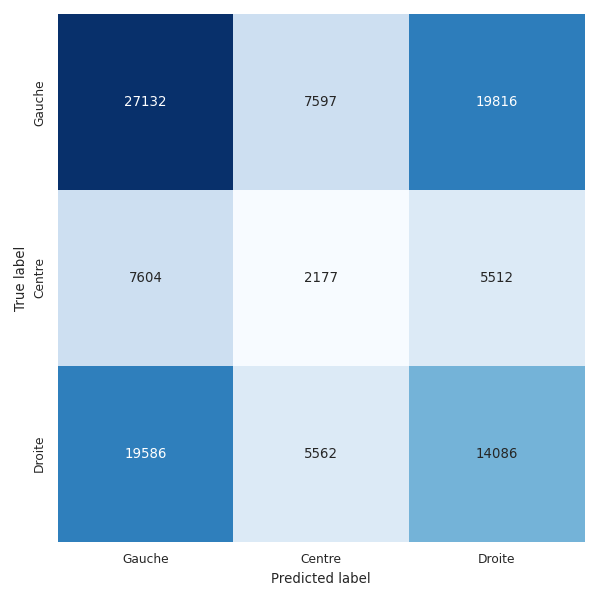 Gauche
27132 7597 19816
True label
Centre
7604 2177 5512
Droite
19586 5562 14086
Gauche Centre Droite
Predicted label